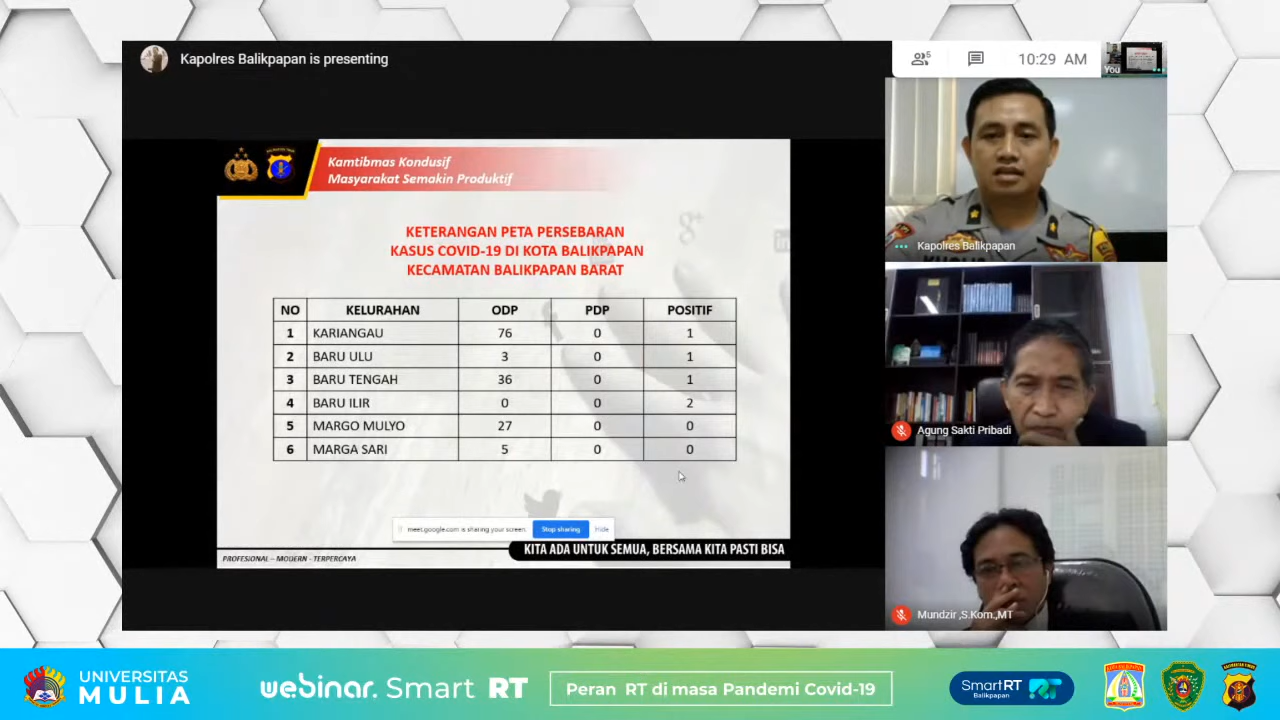 Kapolres Balikpapan is presenting
5
10:29 AM
You
Kamtibmas Kondusif
Masyarakat Semakin Produktif
KETERANGAN PETA PERSEBARAN
KASUS COVID-19 DI KOTA BALIKPAPAN
KECAMATAN BALIKPAPAN BARAT
NO KELURAHAN ODP PDP POSITIF
1 KARIANGAU 76 0 1
2 BARU ULU 3 0 1
3 BARU TENGAH 36 0 1
4 BARU ILIR 0 0 2
5 MARGO MULYO 27 0 0
6 MARGA SARI 5 0 0
meet.google.com is sharing your screen. Stop sharing Hide
KITA ADA UNTUK SEMUA, BERSAMA KITA PASTI BISA
PROFESIONAL – MODERN - TERPERCAYA
Kapolres Balikpapan
Agung Sakti Pribadi
Mundzir ,S.Kom.,MT
UNIVERSITAS
MULIA
webinar. Smart RT
Peran RT di masa Pandemi Covid-19
SmartRT
Balikpapan